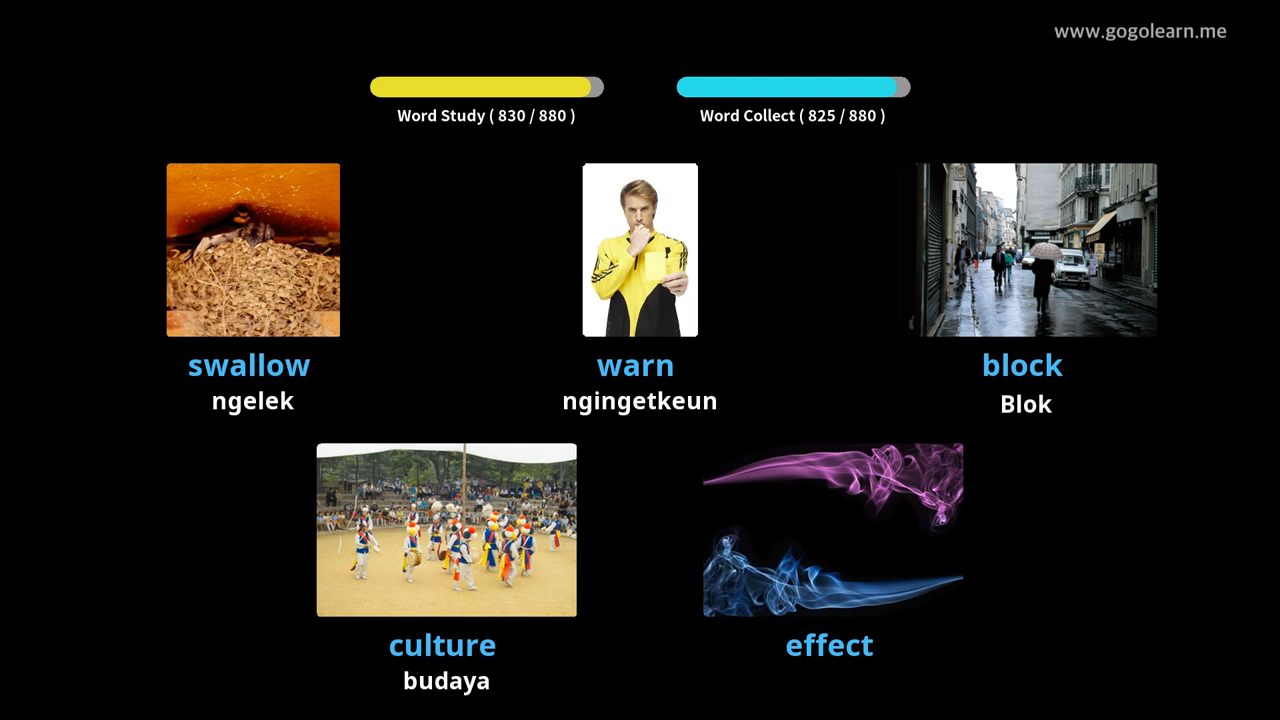 www.gogolearn.me
Word Study ( 830 / 880 )
Word Collect ( 825 / 880 )
swallow
ngelek
warn
ngingetkeun
block
Blok
culture
budaya
effect